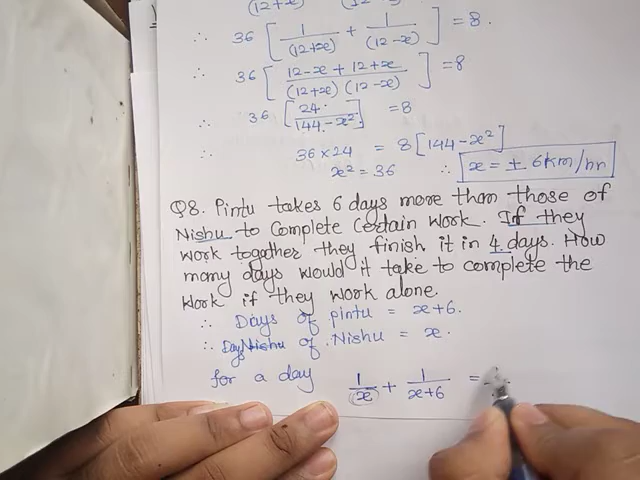 (12+x)
∴ 36 [ 1/(12+x) + 1/(12-x) ] = 8.
∴ 36 [ 12-x + 12+x / (12+x) (12-x) ] = 8
∴ 36 [ 24 / 144 - x² ] = 8
∴ 36 × 24 = 8 [144 - x²]
x² = 36 ∴ x = ± 6km/hr
Q8. Pintu takes 6 days more than those of
Nishu to Complete Certain work. If they
work together they finish it in 4 days. How
many days would it take to complete the
work if they work alone.
∴ Days of pintu = x+6.
∴ Days of Nishu = x.
for a day 1/x + 1/x+6 =